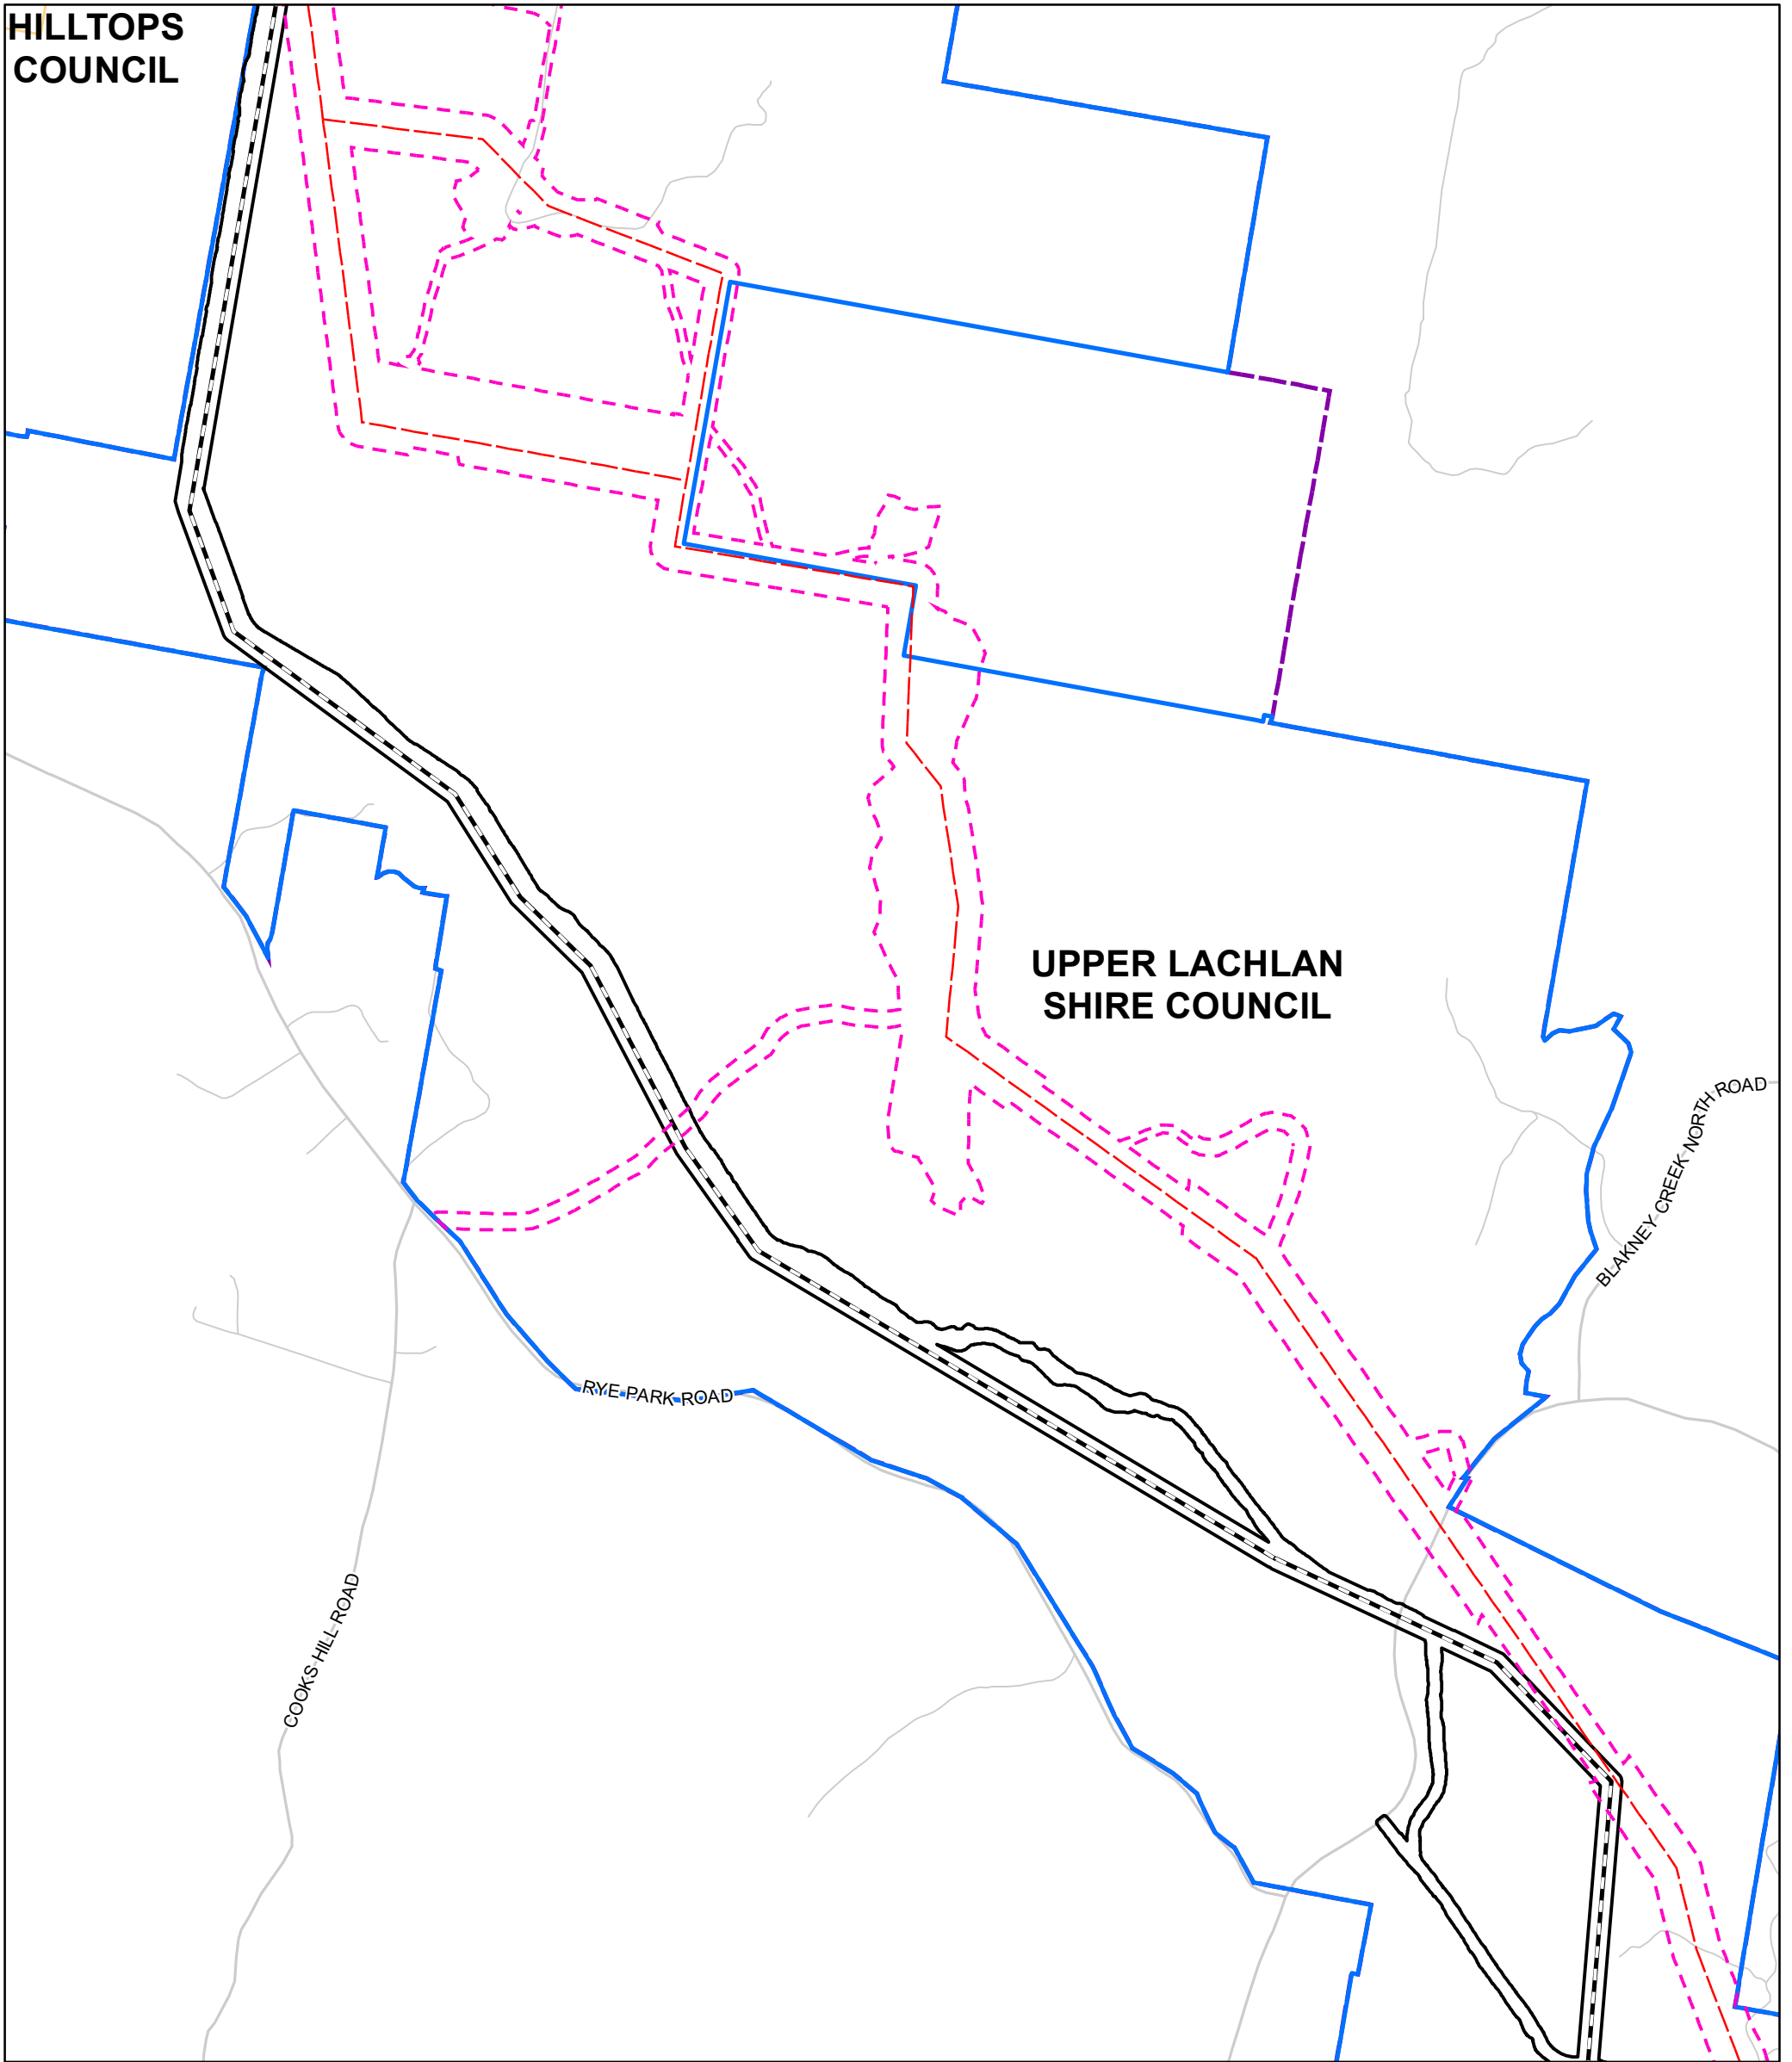 HILLTOPS
COUNCIL
UPPER LACHLAN
SHIRE COUNCIL
BLAKNEY CREEK NORTH ROAD
RYE PARK ROAD
COOKS HILL ROAD